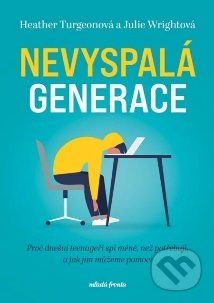 Heather Turgeonová a Julie Wrightová
NEVYSPALÁ
GENERACE
Proč dnešní teenageři spí méně, než potřebují,
a jak jim můžeme pomoci
mladá fronta
martinus